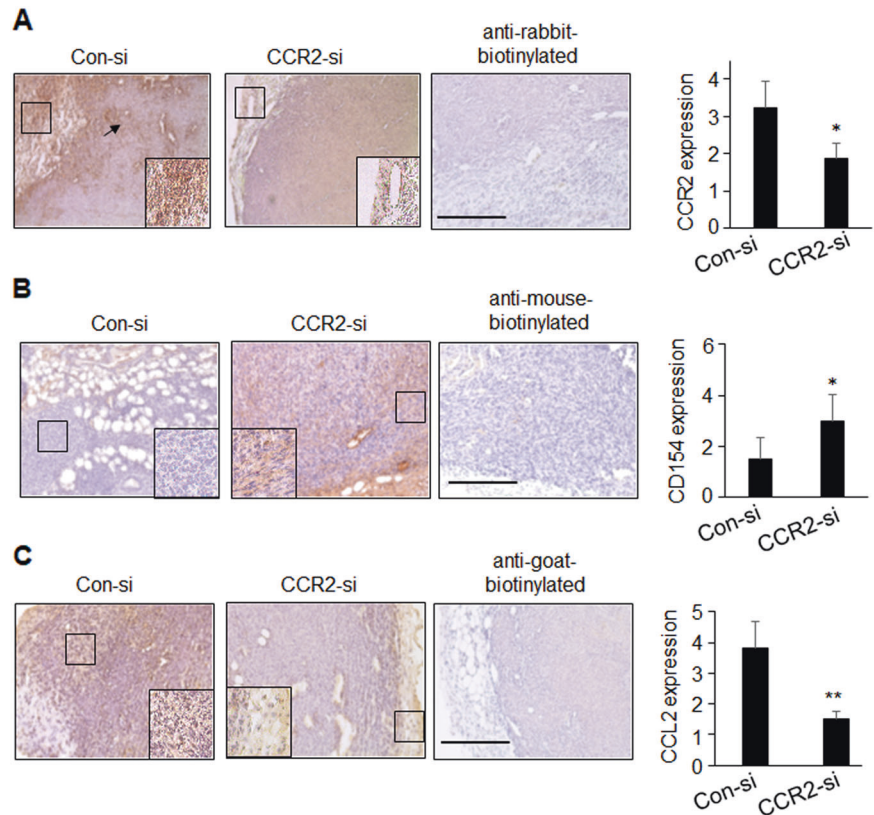 A
Con-si
CCR2-si
anti-rabbit-
biotinylated
CCR2 expression
4
3
2
1
0
*
Con-si
CCR2-si
B
Con-si
CCR2-si
anti-mouse-
biotinylated
CD154 expression
6
4
2
0
*
Con-si
CCR2-si
C
Con-si
CCR2-si
anti-goat-
biotinylated
CCL2 expression
5
4
3
2
1
0
**
Con-si
CCR2-si